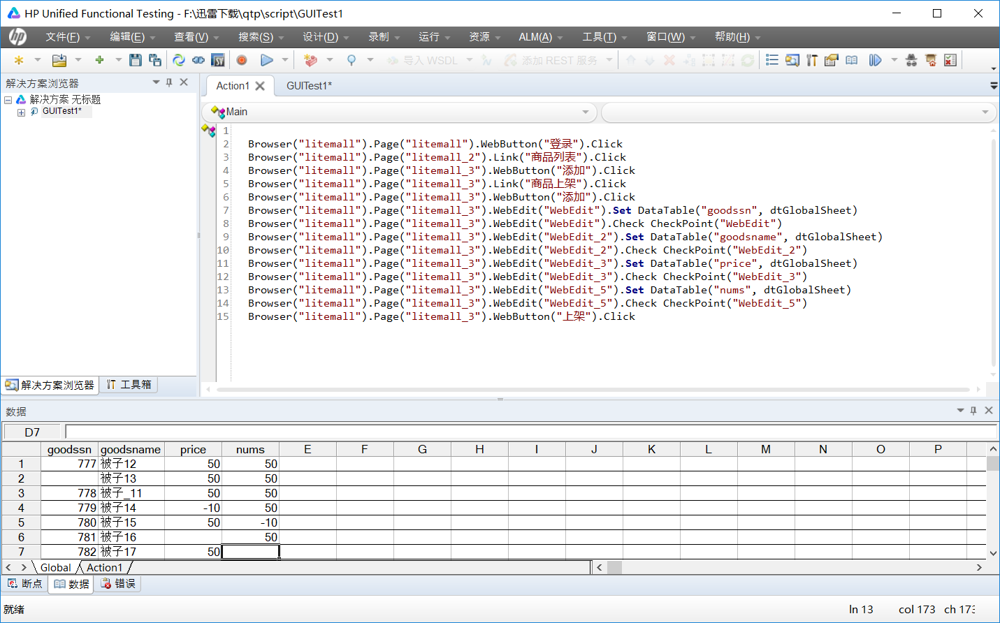 HP Unified Functional Testing - F:\迅雷下载\qtp\script\GUITest1
hp 文件(F) 编辑(E) 查看(V) 搜索(S) 设计(D) 录制 运行 资源 ALM(A) 工具(T) 窗口(W) 帮助(H)
导入 WSDL 添加 REST 服务
解决方案浏览器
解决方案 无标题
GUITest1*
解决方案浏览器 工具箱
Action1 GUITest1*
Main
1
2 Browser("litemall").Page("litemall").WebButton("登录").Click
3 Browser("litemall").Page("litemall_2").Link("商品列表").Click
4 Browser("litemall").Page("litemall_3").WebButton("添加").Click
5 Browser("litemall").Page("litemall_3").Link("商品上架").Click
6 Browser("litemall").Page("litemall_3").WebButton("添加").Click
7 Browser("litemall").Page("litemall_3").WebEdit("WebEdit").Set DataTable("goodssn", dtGlobalSheet)
8 Browser("litemall").Page("litemall_3").WebEdit("WebEdit").Check CheckPoint("WebEdit")
9 Browser("litemall").Page("litemall_3").WebEdit("WebEdit_2").Set DataTable("goodsname", dtGlobalSheet)
10 Browser("litemall").Page("litemall_3").WebEdit("WebEdit_2").Check CheckPoint("WebEdit_2")
11 Browser("litemall").Page("litemall_3").WebEdit("WebEdit_3").Set DataTable("price", dtGlobalSheet)
12 Browser("litemall").Page("litemall_3").WebEdit("WebEdit_3").Check CheckPoint("WebEdit_3")
13 Browser("litemall").Page("litemall_3").WebEdit("WebEdit_5").Set DataTable("nums", dtGlobalSheet)
14 Browser("litemall").Page("litemall_3").WebEdit("WebEdit_5").Check CheckPoint("WebEdit_5")
15 Browser("litemall").Page("litemall_3").WebButton("上架").Click
数据
D7
goodssn goodsname price nums E F G H I J K L M N O P
1 777 被子12 50 50
2 被子13 50 50
3 778 被子_11 50 50
4 779 被子14 -10 50
5 780 被子15 50 -10
6 781 被子16 50
7 782 被子17 50
Global Action1
断点 数据 错误
就绪 ln 13 col 173 ch 173